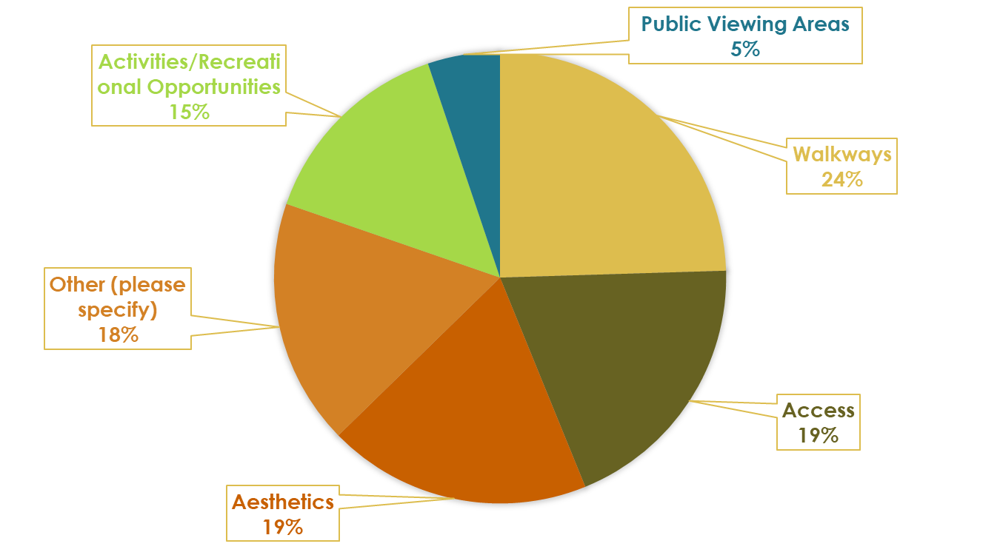 Public Viewing Areas
5%
Activities/Recreati
onal Opportunities
15%
Walkways
24%
Other (please
specify)
18%
Access
19%
Aesthetics
19%